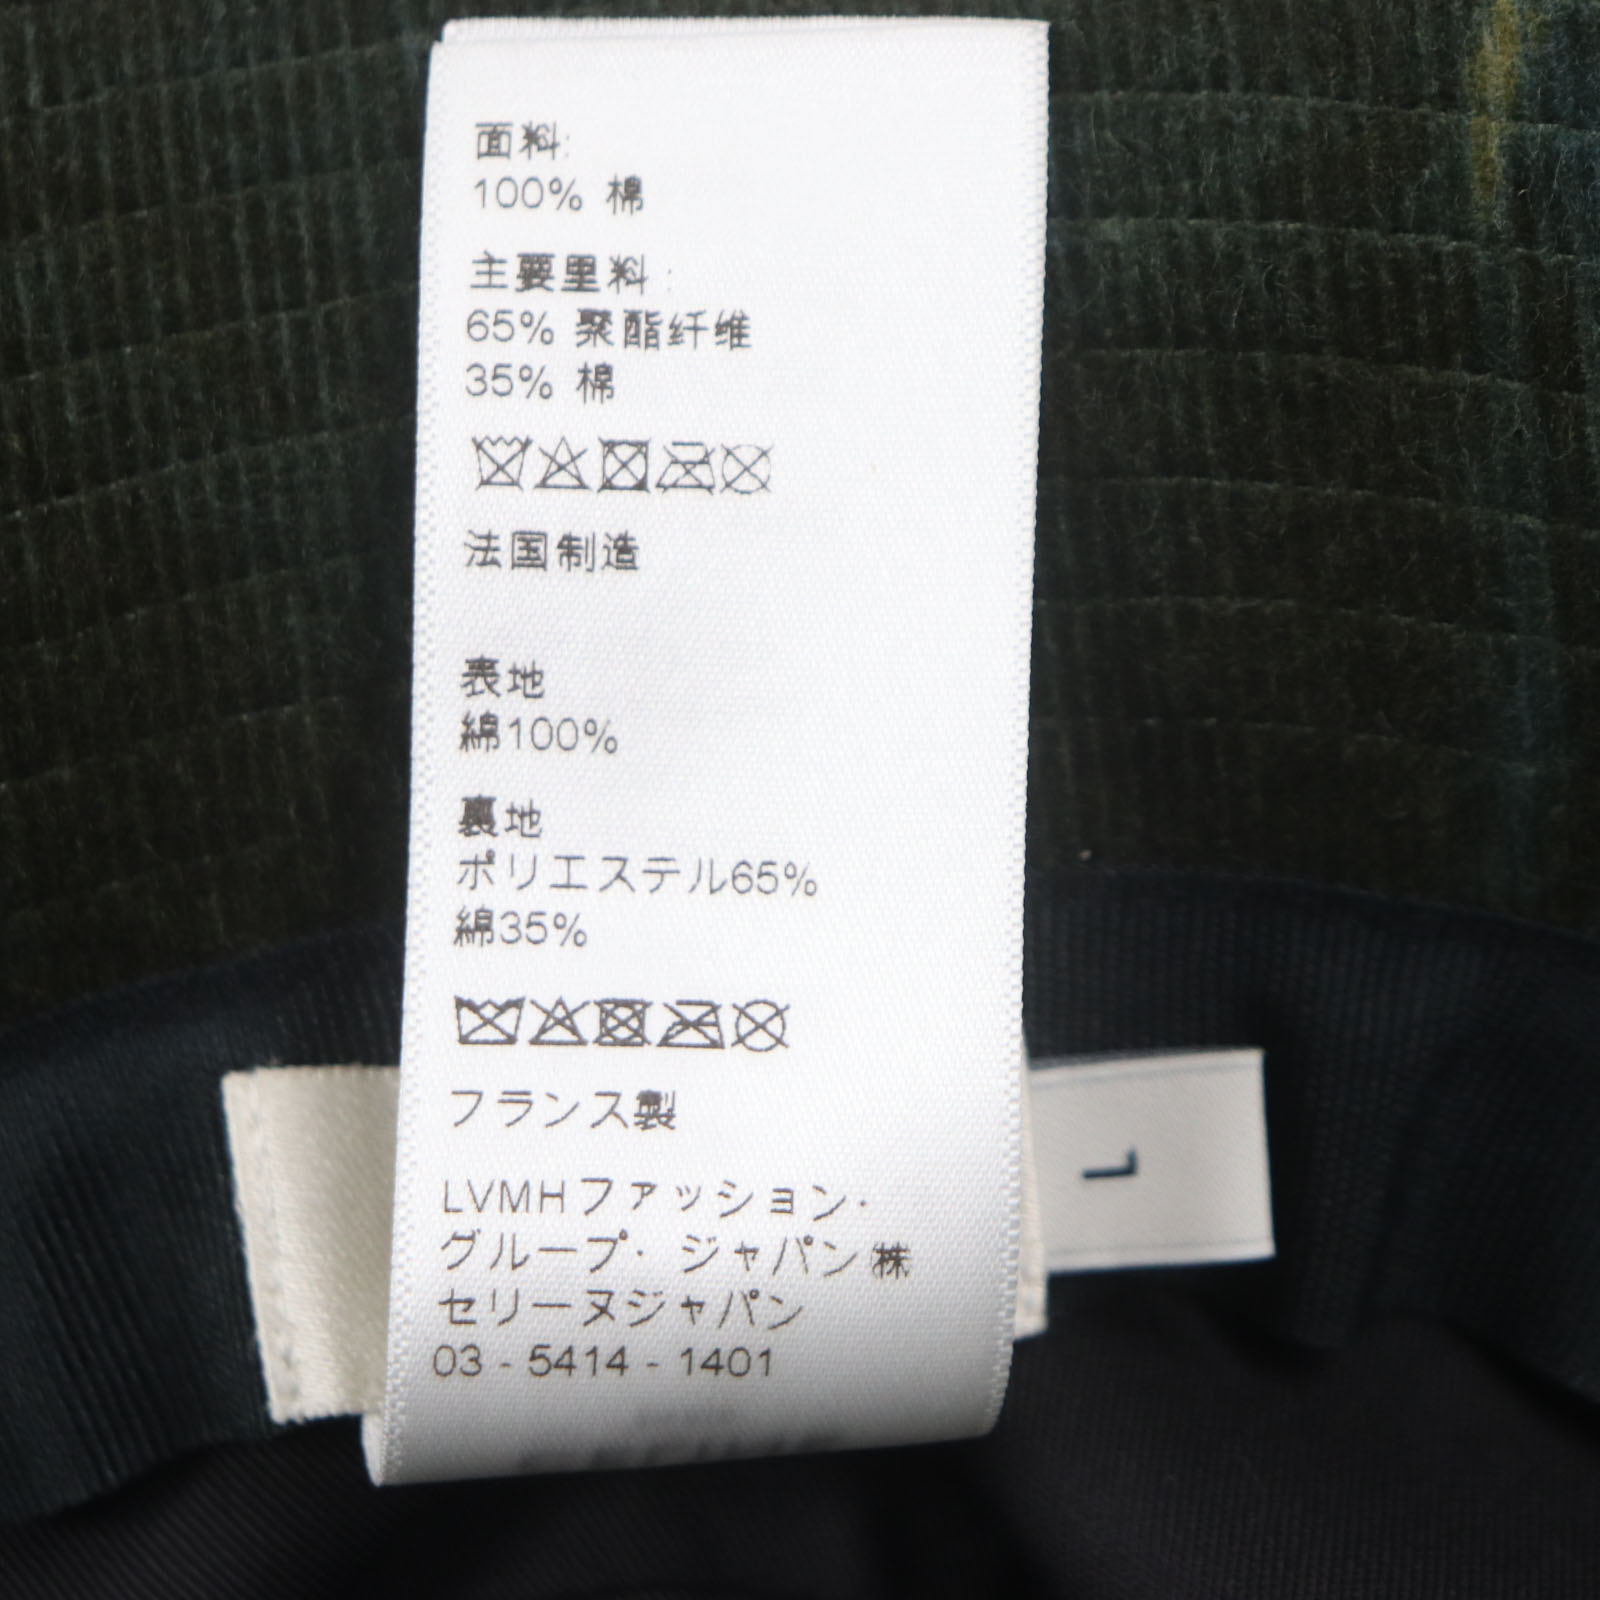 面料:
100% 棉
主要里料:
65% 聚酯纤维
35% 棉
法国制造
表地
綿100%
裏地
ポリエステル65%
綿35%
フランス製
LVMHファッション・
グループ・ジャパン㈱
セリーヌジャパン
03 - 5414 - 1401
L